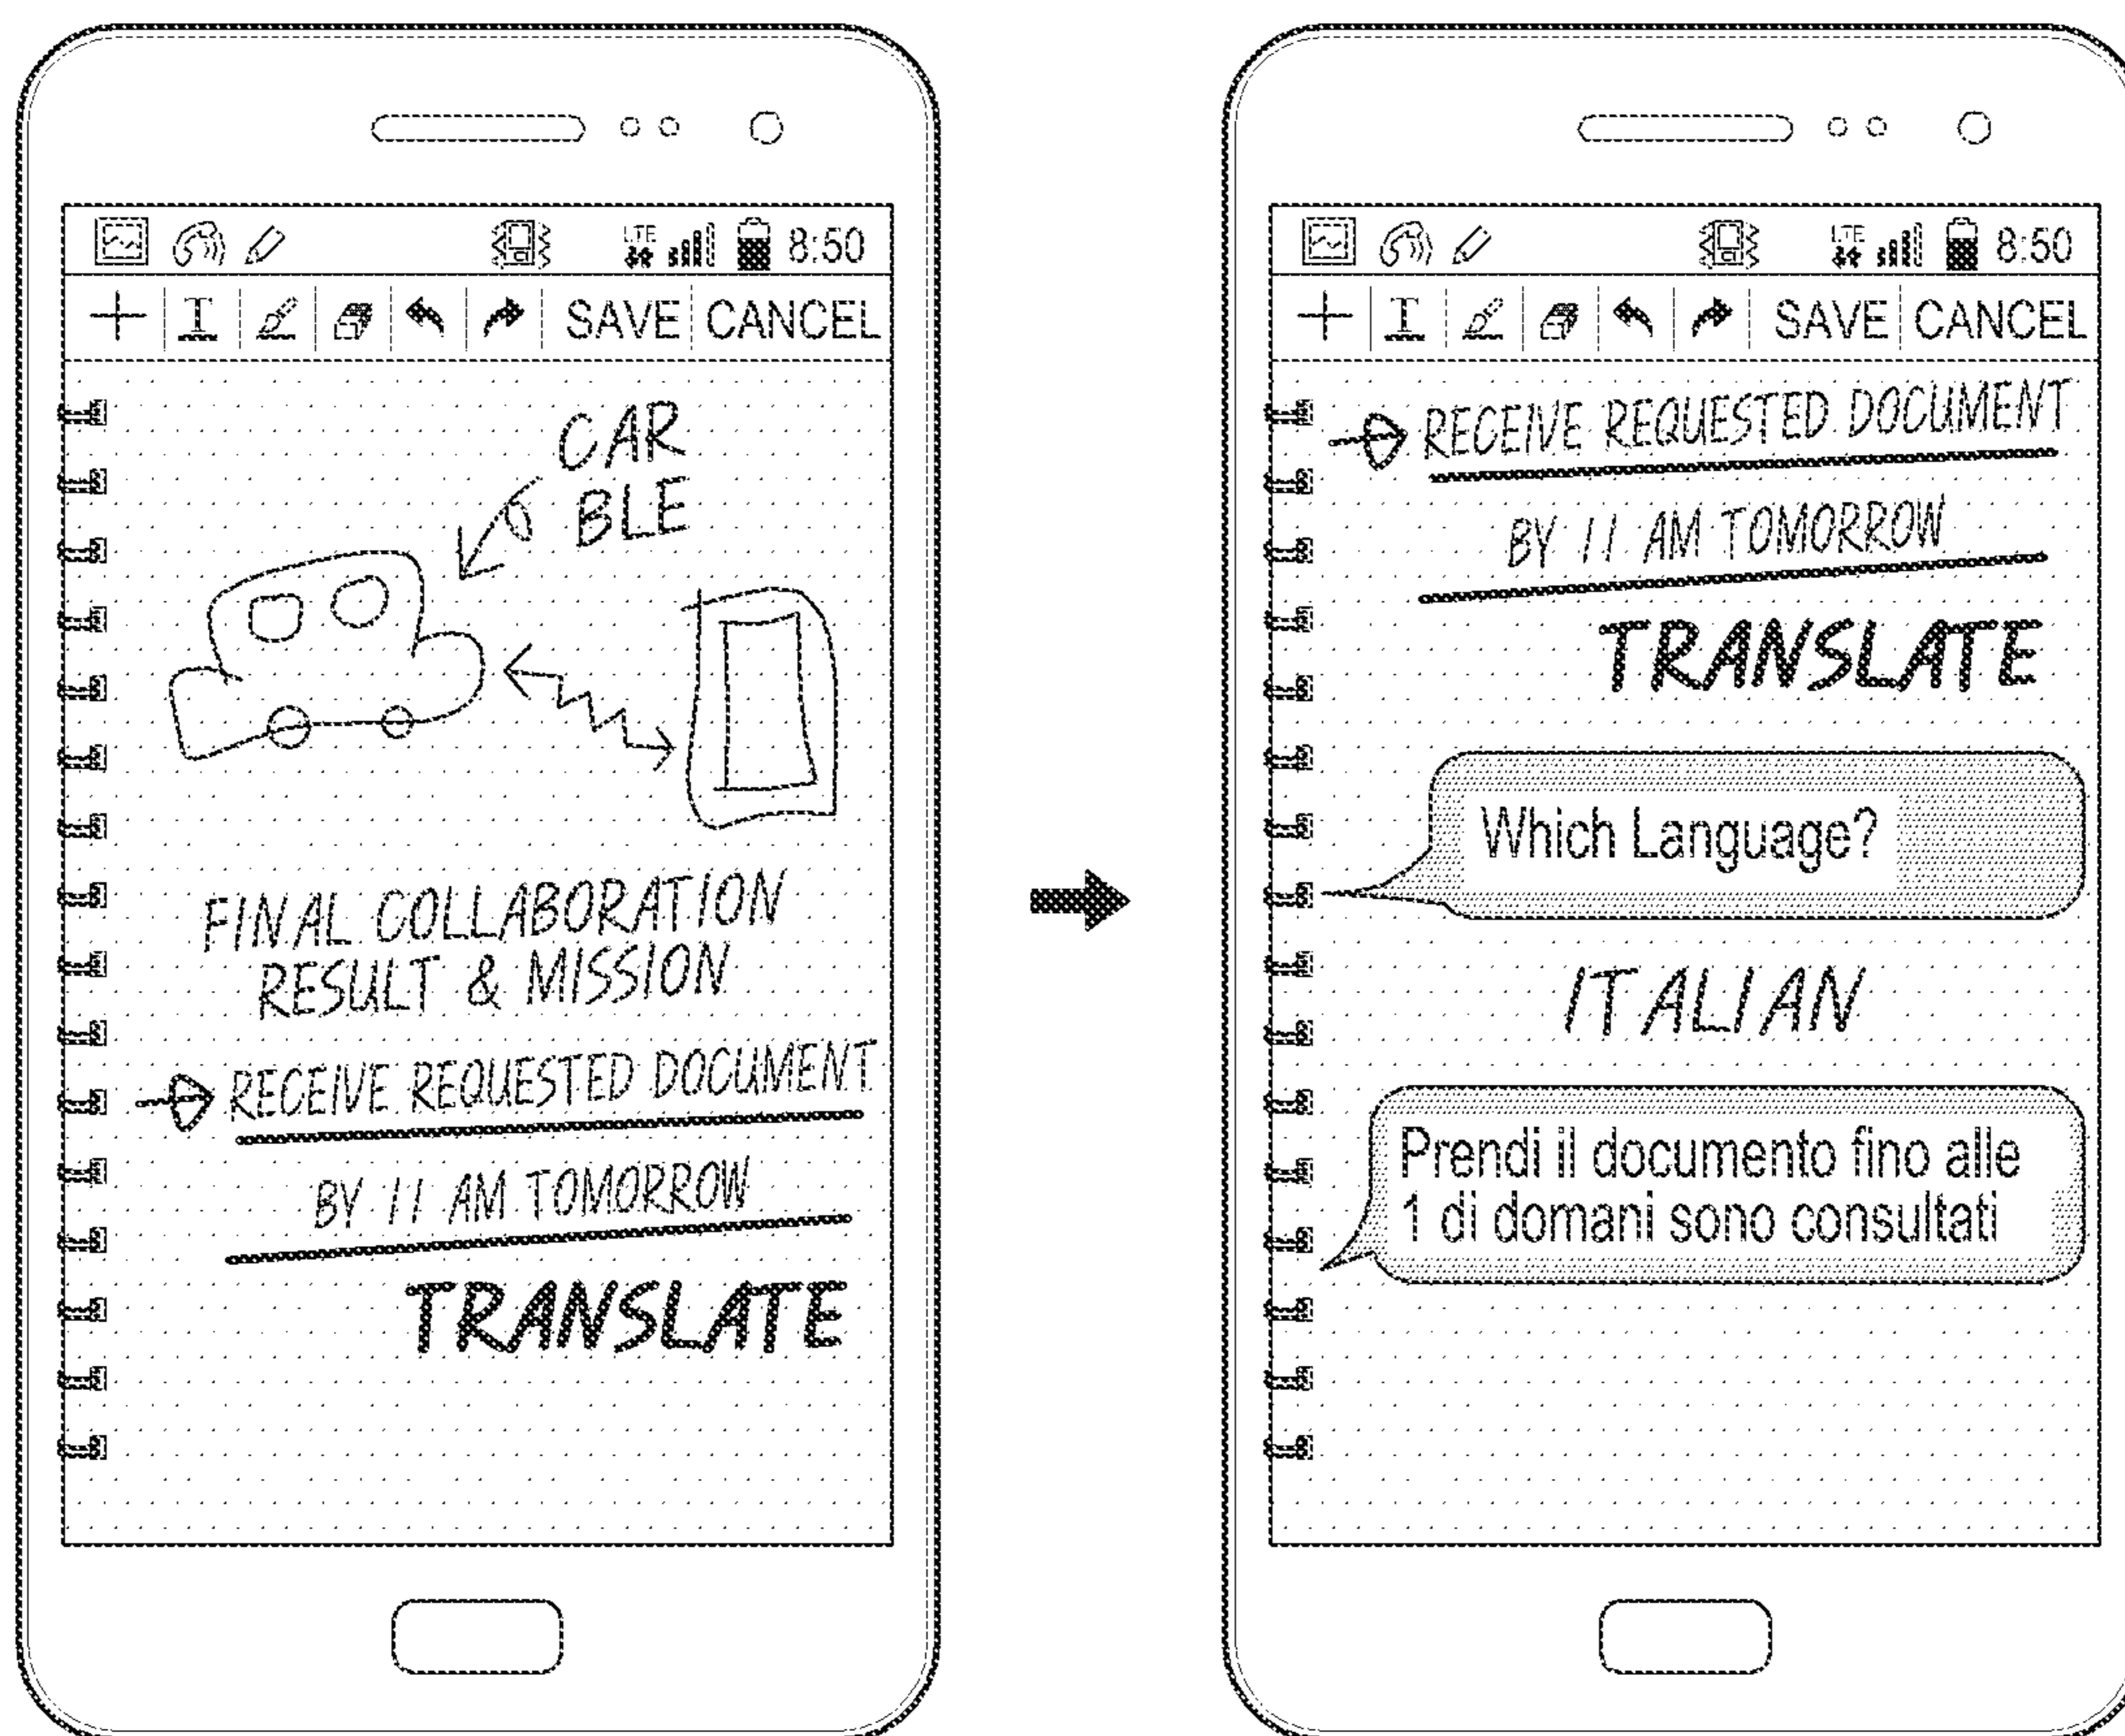 LTE 8:50
T SAVE CANCEL
CAR
BLE
FINAL COLLABORATION
RESULT & MISSION
RECEIVE REQUESTED DOCUMENT
BY 11 AM TOMORROW
TRANSLATE
LTE 8:50
T SAVE CANCEL
RECEIVE REQUESTED DOCUMENT
BY 11 AM TOMORROW
TRANSLATE
Which Language?
ITALIAN
Prendi il documento fino alle
1 di domani sono consultati